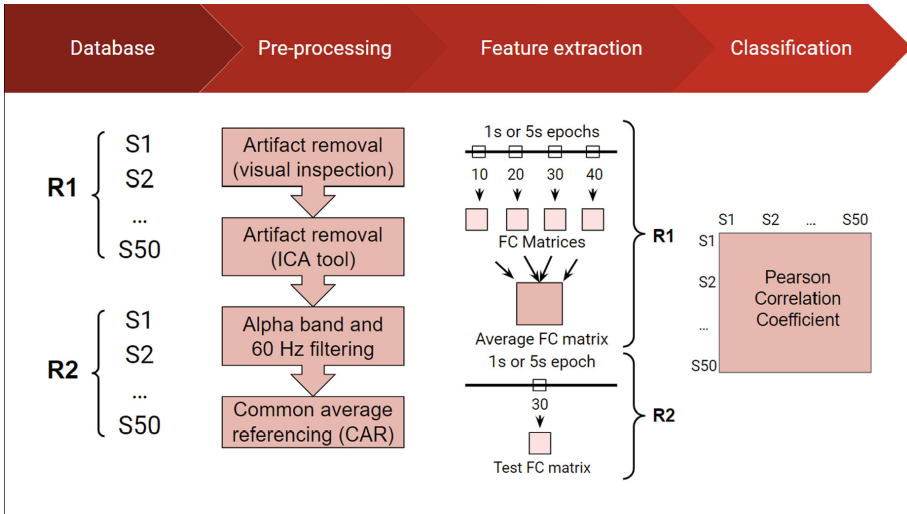 Database
Pre-processing
Feature extraction
Classification
R1
S1
S2
...
S50
R2
S1
S2
...
S50
Artifact removal
(visual inspection)
Artifact removal
(ICA tool)
Alpha band and
60 Hz filtering
Common average
referencing (CAR)
1s or 5s epochs
10 20 30 40
FC Matrices
Average FC matrix
R1
1s or 5s epoch
30
Test FC matrix
R2
S1 S2 ... S50
S1
S2
...
S50
Pearson
Correlation
Coefficient